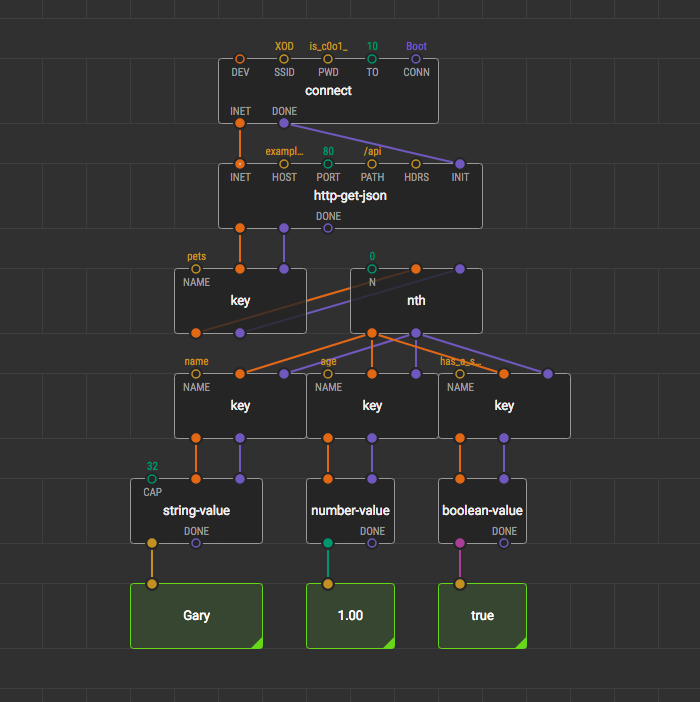 XOD is_c0o1_ 10 Boot
DEV SSID PWD TO CONN
connect
INET DONE
exampl... 80 /api
INET HOST PORT PATH HDRS INIT
http-get-json
DONE
pets 0
NAME N
key nth
name age has_a_s...
NAME NAME NAME
key key key
32
CAP
string-value number-value boolean-value
DONE DONE DONE
Gary 1.00 true